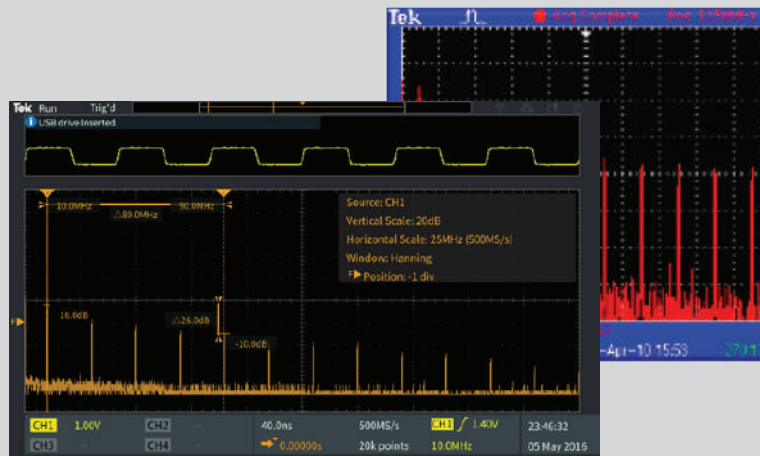 Tek
Acq Complete
Tek Run Trig'd
USB drive Inserted.
10.0MHz 90.0MHz
△80.0MHz
Source: CH1
Vertical Scale: 20dB
Horizontal Scale: 25MHz (500MS/s)
Window: Hanning
F Position: -1 div
16.0dB
△26.0dB
-10.0dB
F
CH1 1.00V CH2 --
40.0ns 500MS/s CH1 1.40V 23:46:32
CH3 -- CH4 --
0.00000s 20k points 10.0MHz 05 May 2016
-Apr-10 15:53